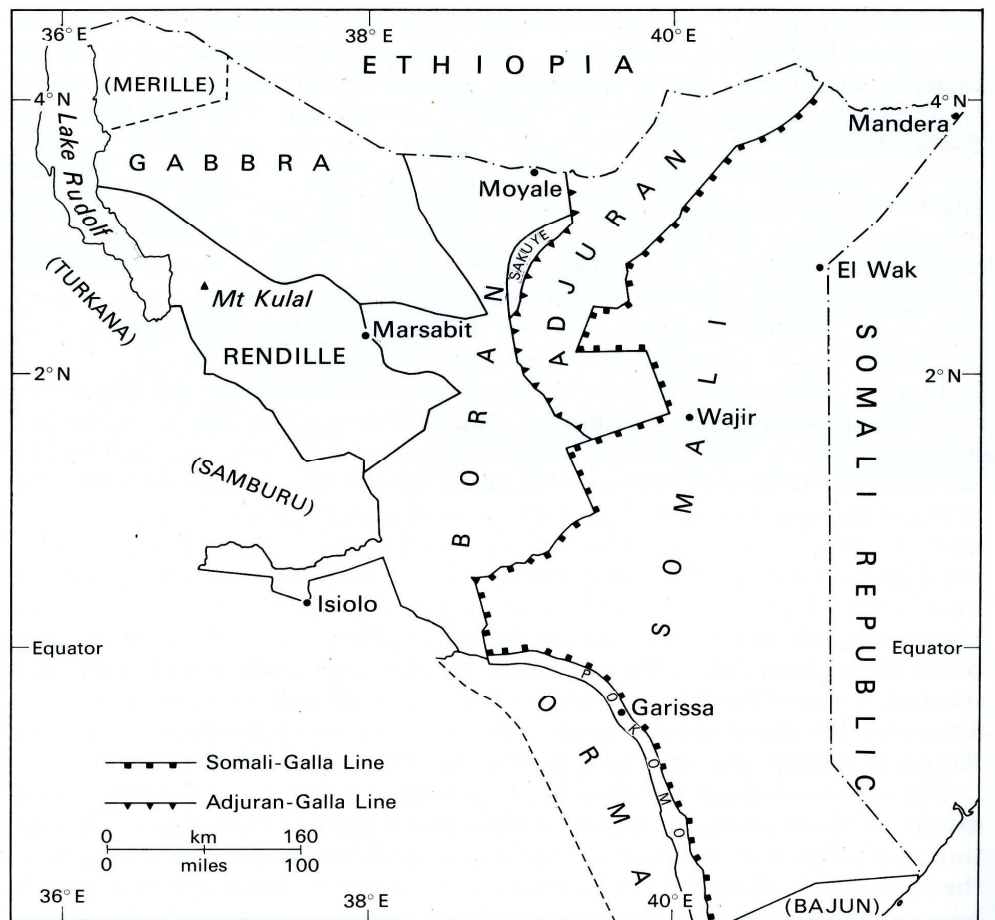 36°E
38°E
40°E
ETHIOPIA
(MERILLE)
4°N
4°N
Mandera
Lake Rudolf
GABBRA
Moyale
SAKUYE
ADJURAN
(TURKANA)
Mt Kulal
El Wak
Marsabit
RENDILLE
2°N
2°N
BORAN
Wajir
SOMALI
SOMALI REPUBLIC
(SAMBURU)
Isiolo
Equator
Equator
POKOMO
Garissa
ORMA
Somali-Galla Line
Adjuran-Galla Line
0 km 160
0 miles 100
36°E
38°E
40°E
(BAJUN)